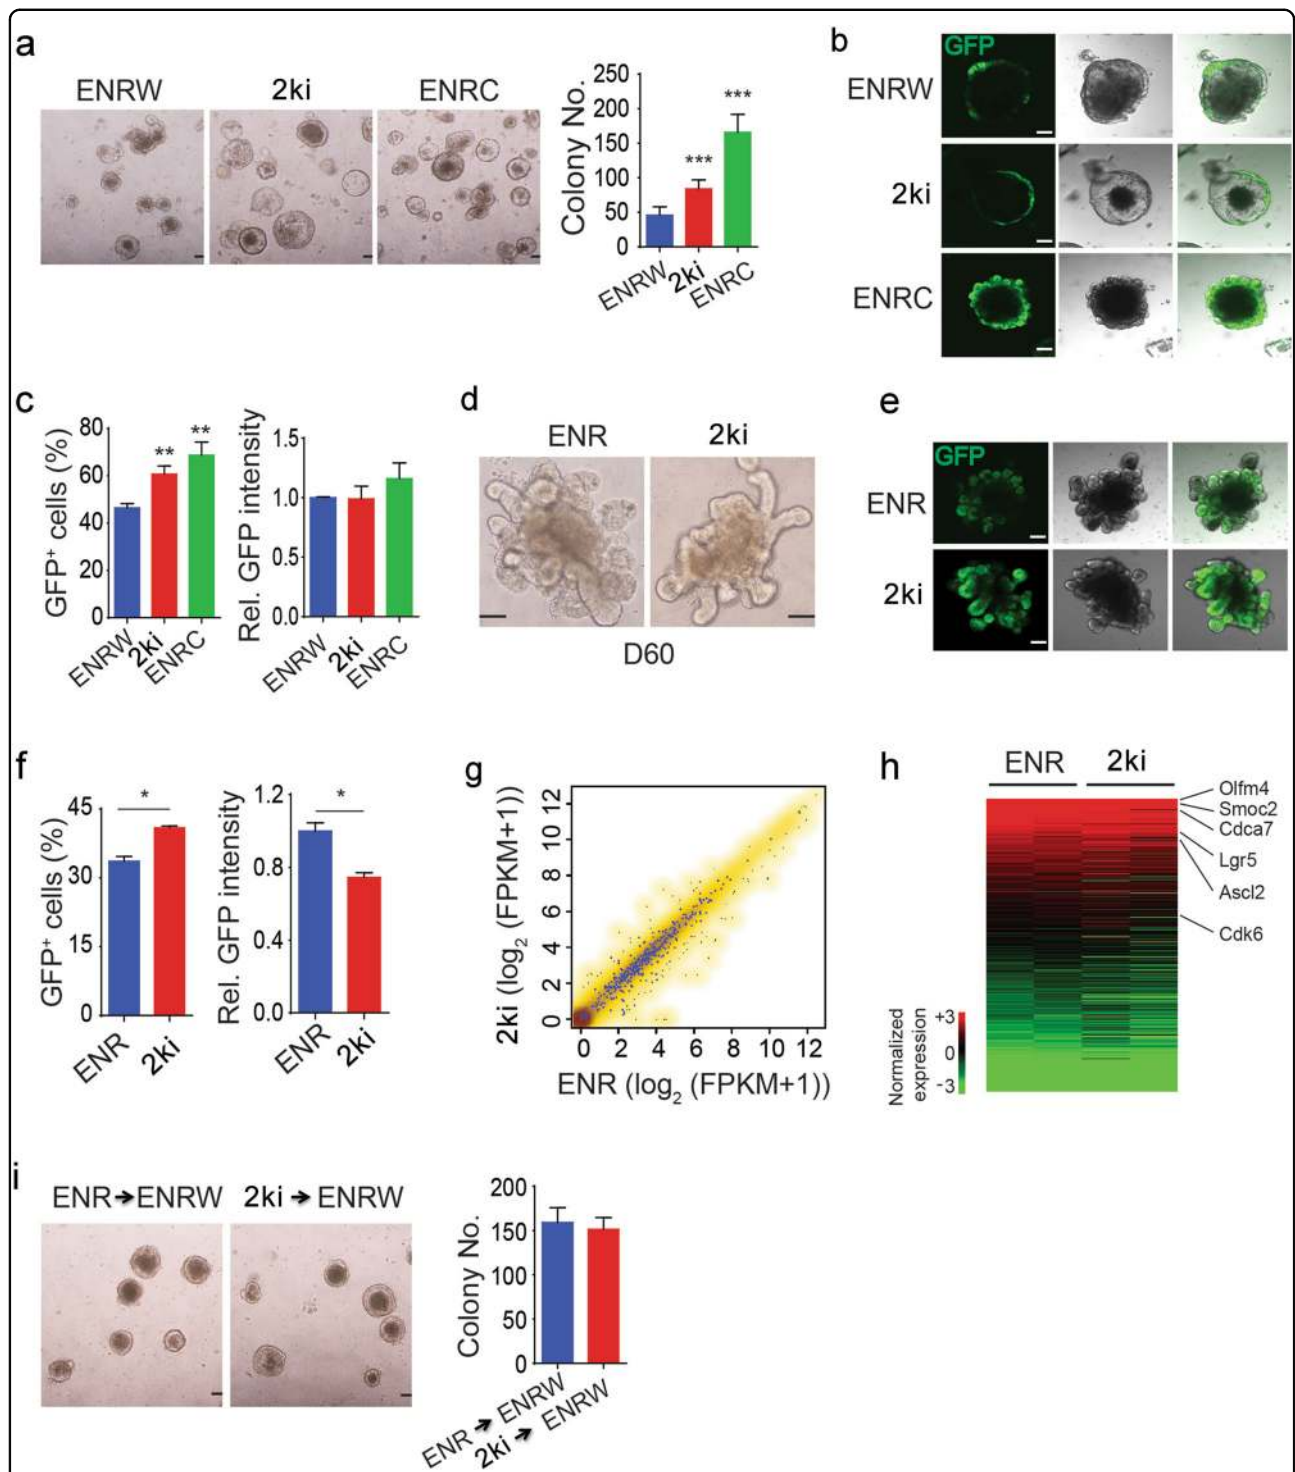 a
ENRW 2ki ENRC
Colony No.
250
200
150
100
50
0
***
***
ENRW
2ki
ENRC
b
GFP
ENRW
2ki
ENRC
c
GFP+ cells (%)
80
60
40
20
0
**
**
ENRW
2ki
ENRC
Rel. GFP intensity
1.5
1.0
0.5
0.0
ENRW
2ki
ENRC
d
ENR 2ki
D60
e
GFP
ENR
2ki
f
GFP+ cells (%)
45
30
15
0
*
ENR
2ki
Rel. GFP intensity
1.2
0.8
0.4
0.0
*
ENR
2ki
g
2ki (log2 (FPKM+1))
12
10
8
6
4
2
0
0 2 4 6 8 10 12
ENR (log2 (FPKM+1))
h
ENR 2ki
Olfm4
Smoc2
Cdca7
Lgr5
Ascl2
Cdk6
Normalized
expression
+3
0
-3
i
ENR→ENRW 2ki→ENRW
Colony No.
200
150
100
50
0
ENR→ENRW
2ki→ENRW